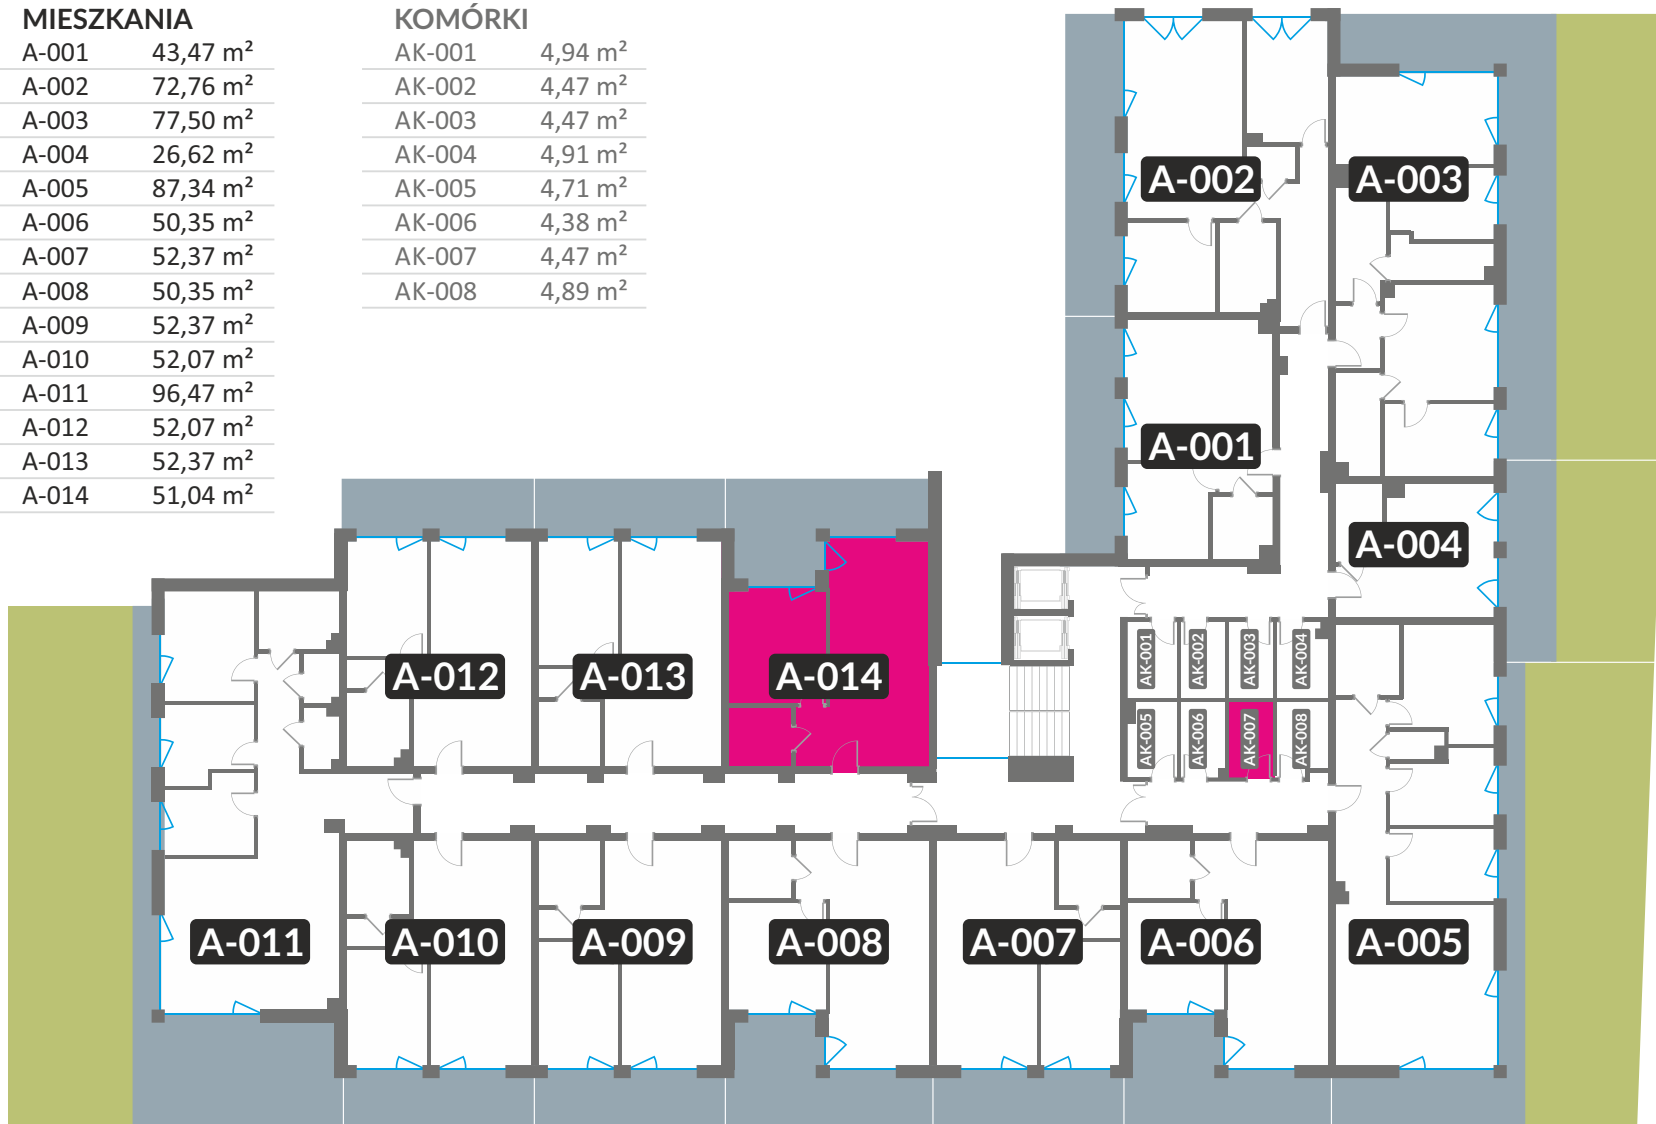 MIESZKANIA
A-001 43,47 m²
A-002 72,76 m²
A-003 77,50 m²
A-004 26,62 m²
A-005 87,34 m²
A-006 50,35 m²
A-007 52,37 m²
A-008 50,35 m²
A-009 52,37 m²
A-010 52,07 m²
A-011 96,47 m²
A-012 52,07 m²
A-013 52,37 m²
A-014 51,04 m²
KOMÓRKI
AK-001 4,94 m²
AK-002 4,47 m²
AK-003 4,47 m²
AK-004 4,91 m²
AK-005 4,71 m²
AK-006 4,38 m²
AK-007 4,47 m²
AK-008 4,89 m²
A-002
A-003
A-001
A-004
AK-001
AK-002
AK-003
AK-004
A-012
A-013
A-014
AK-005
AK-006
AK-007
AK-008
A-011
A-010
A-009
A-008
A-007
A-006
A-005